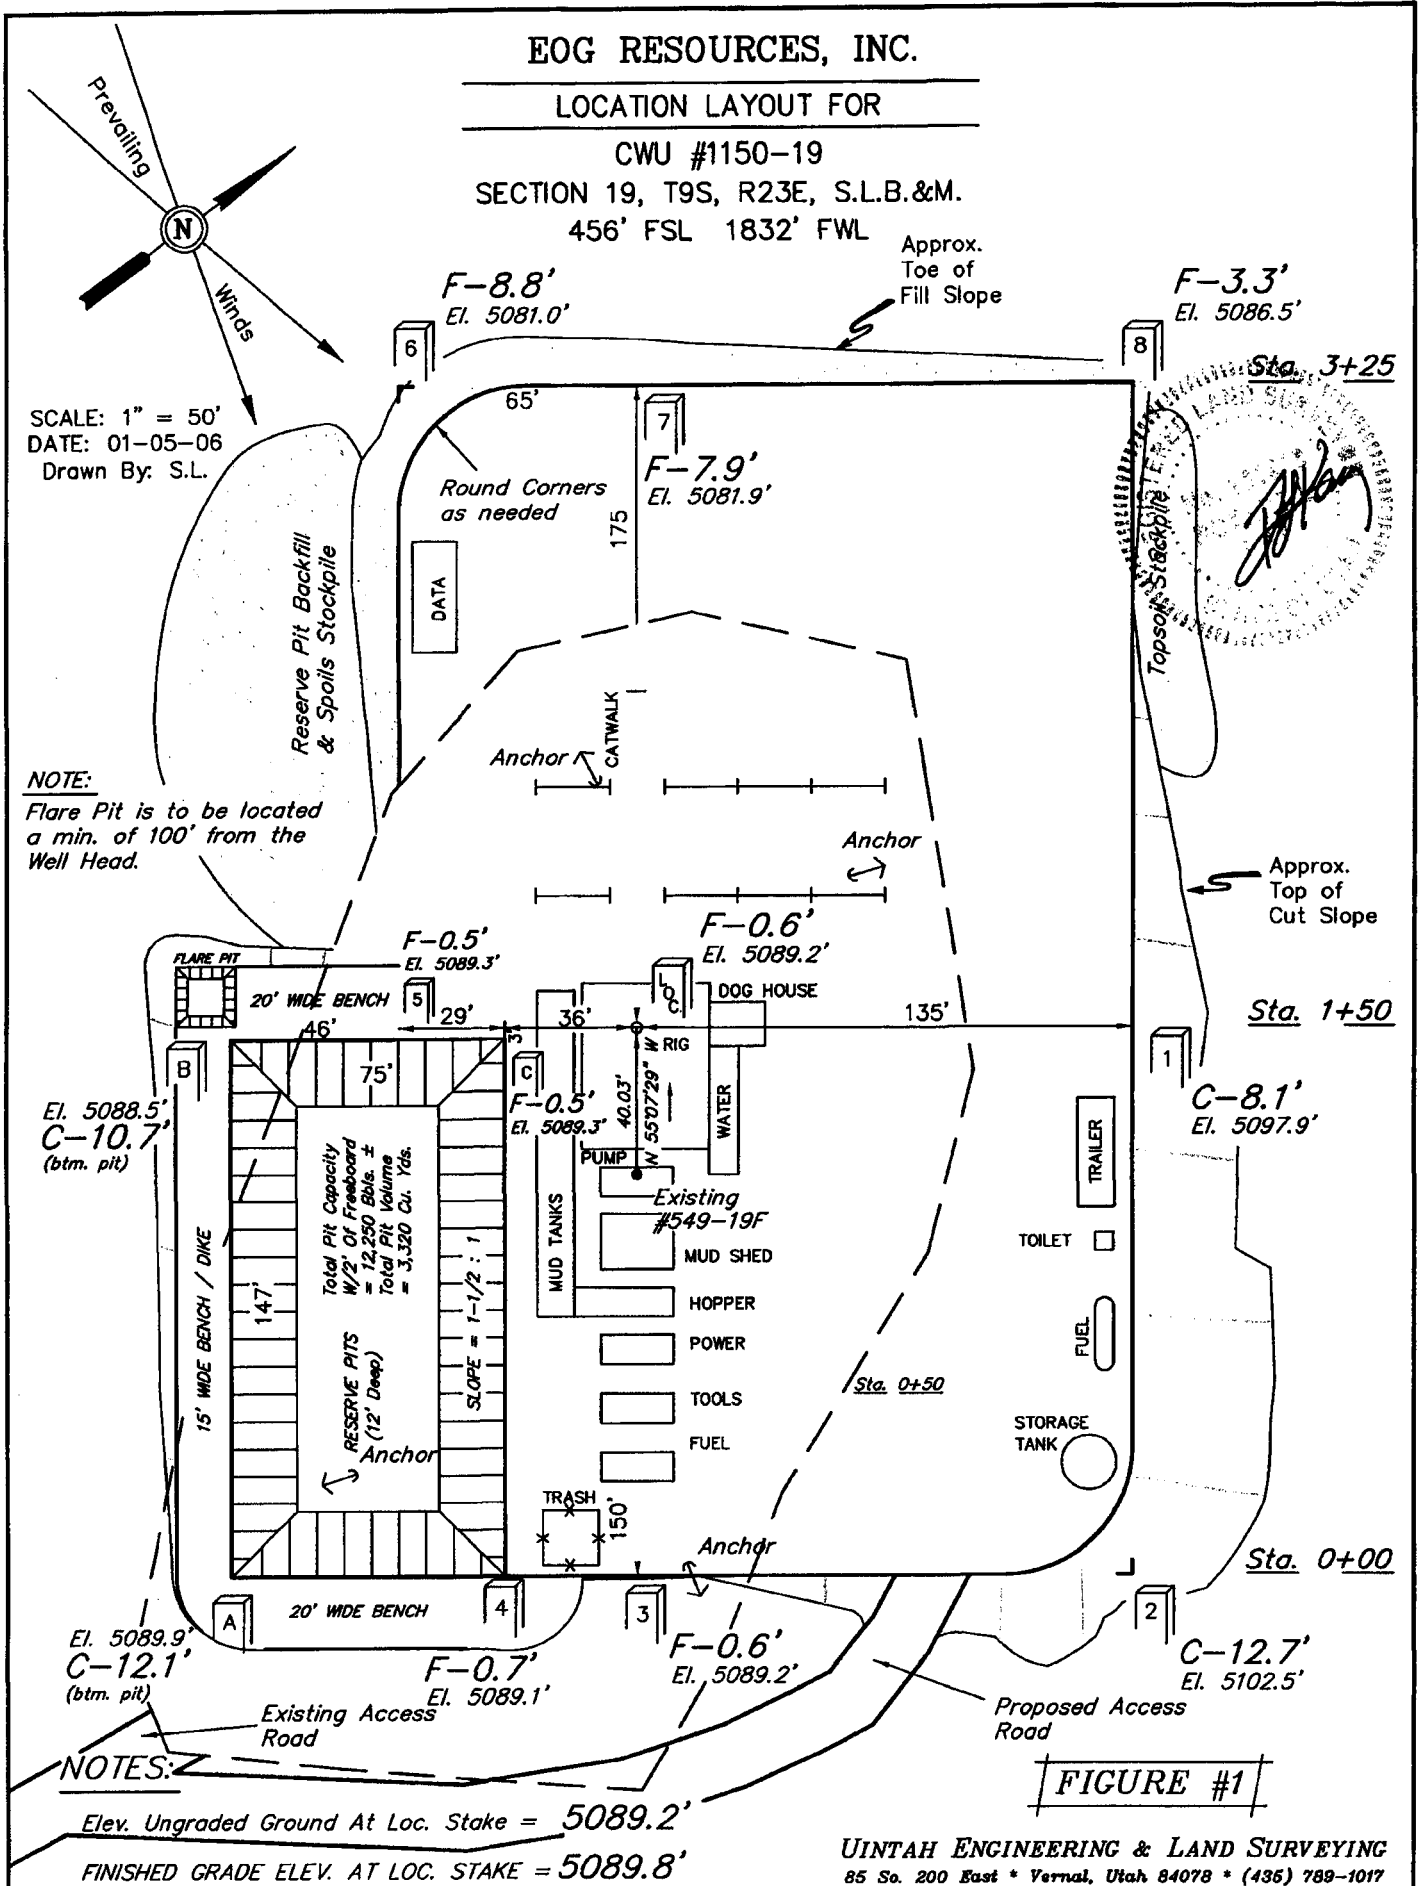 EOG RESOURCES, INC.
LOCATION LAYOUT FOR
CWU #1150-19
SECTION 19, T9S, R23E, S.L.B.&M.
456' FSL 1832' FWL
Prevailing
N
Winds
SCALE: 1" = 50'
DATE: 01-05-06
Drawn By: S.L.
Approx.
Toe of
Fill Slope
F-8.8'
El. 5081.0'
6
F-3.3'
El. 5086.5'
8
Sta. 3+25
65'
7
F-7.9'
El. 5081.9'
Round Corners
as needed
175
DATA
Reserve Pit Backfill
& Spoils Stockpile
Topsoil Stockpile
CATWALK
Anchor
NOTE:
Flare Pit is to be located
a min. of 100' from the
Well Head.
Anchor
Approx.
Top of
Cut Slope
F-0.6'
El. 5089.2'
F-0.5'
El. 5089.3'
FLARE PIT
20' WIDE BENCH
5
LOC.
DOG HOUSE
46'
29'
3'
36'
135'
Sta. 1+50
RIG
B
75'
C
1
El. 5088.5'
C-10.7'
(btm. pit)
F-0.5'
El. 5089.3'
40.03'
N 55°07'29" W
WATER
C-8.1'
El. 5097.9'
TRAILER
PUMP
Existing
#549-19F
Total Pit Capacity
W/2' Of Freeboard
= 12,250 Bbls. ±
Total Pit Volume
= 3,320 Cu. Yds.
MUD TANKS
MUD SHED
TOILET
HOPPER
15' WIDE BENCH / DIKE
147'
SLOPE = 1-1/2 : 1
RESERVE PITS
(12' Deep)
POWER
FUEL
Sta. 0+50
TOOLS
STORAGE
TANK
FUEL
Anchor
TRASH
150'
Anchor
Sta. 0+00
A
20' WIDE BENCH
4
3
2
El. 5089.9'
C-12.1'
(btm. pit)
F-0.7'
El. 5089.1'
F-0.6'
El. 5089.2'
C-12.7'
El. 5102.5'
Existing Access
Road
Proposed Access
Road
NOTES:
FIGURE #1
Elev. Ungraded Ground At Loc. Stake = 5089.2'
FINISHED GRADE ELEV. AT LOC. STAKE = 5089.8'
UINTAH ENGINEERING & LAND SURVEYING
85 So. 200 East * Vernal, Utah 84078 * (435) 789-1017